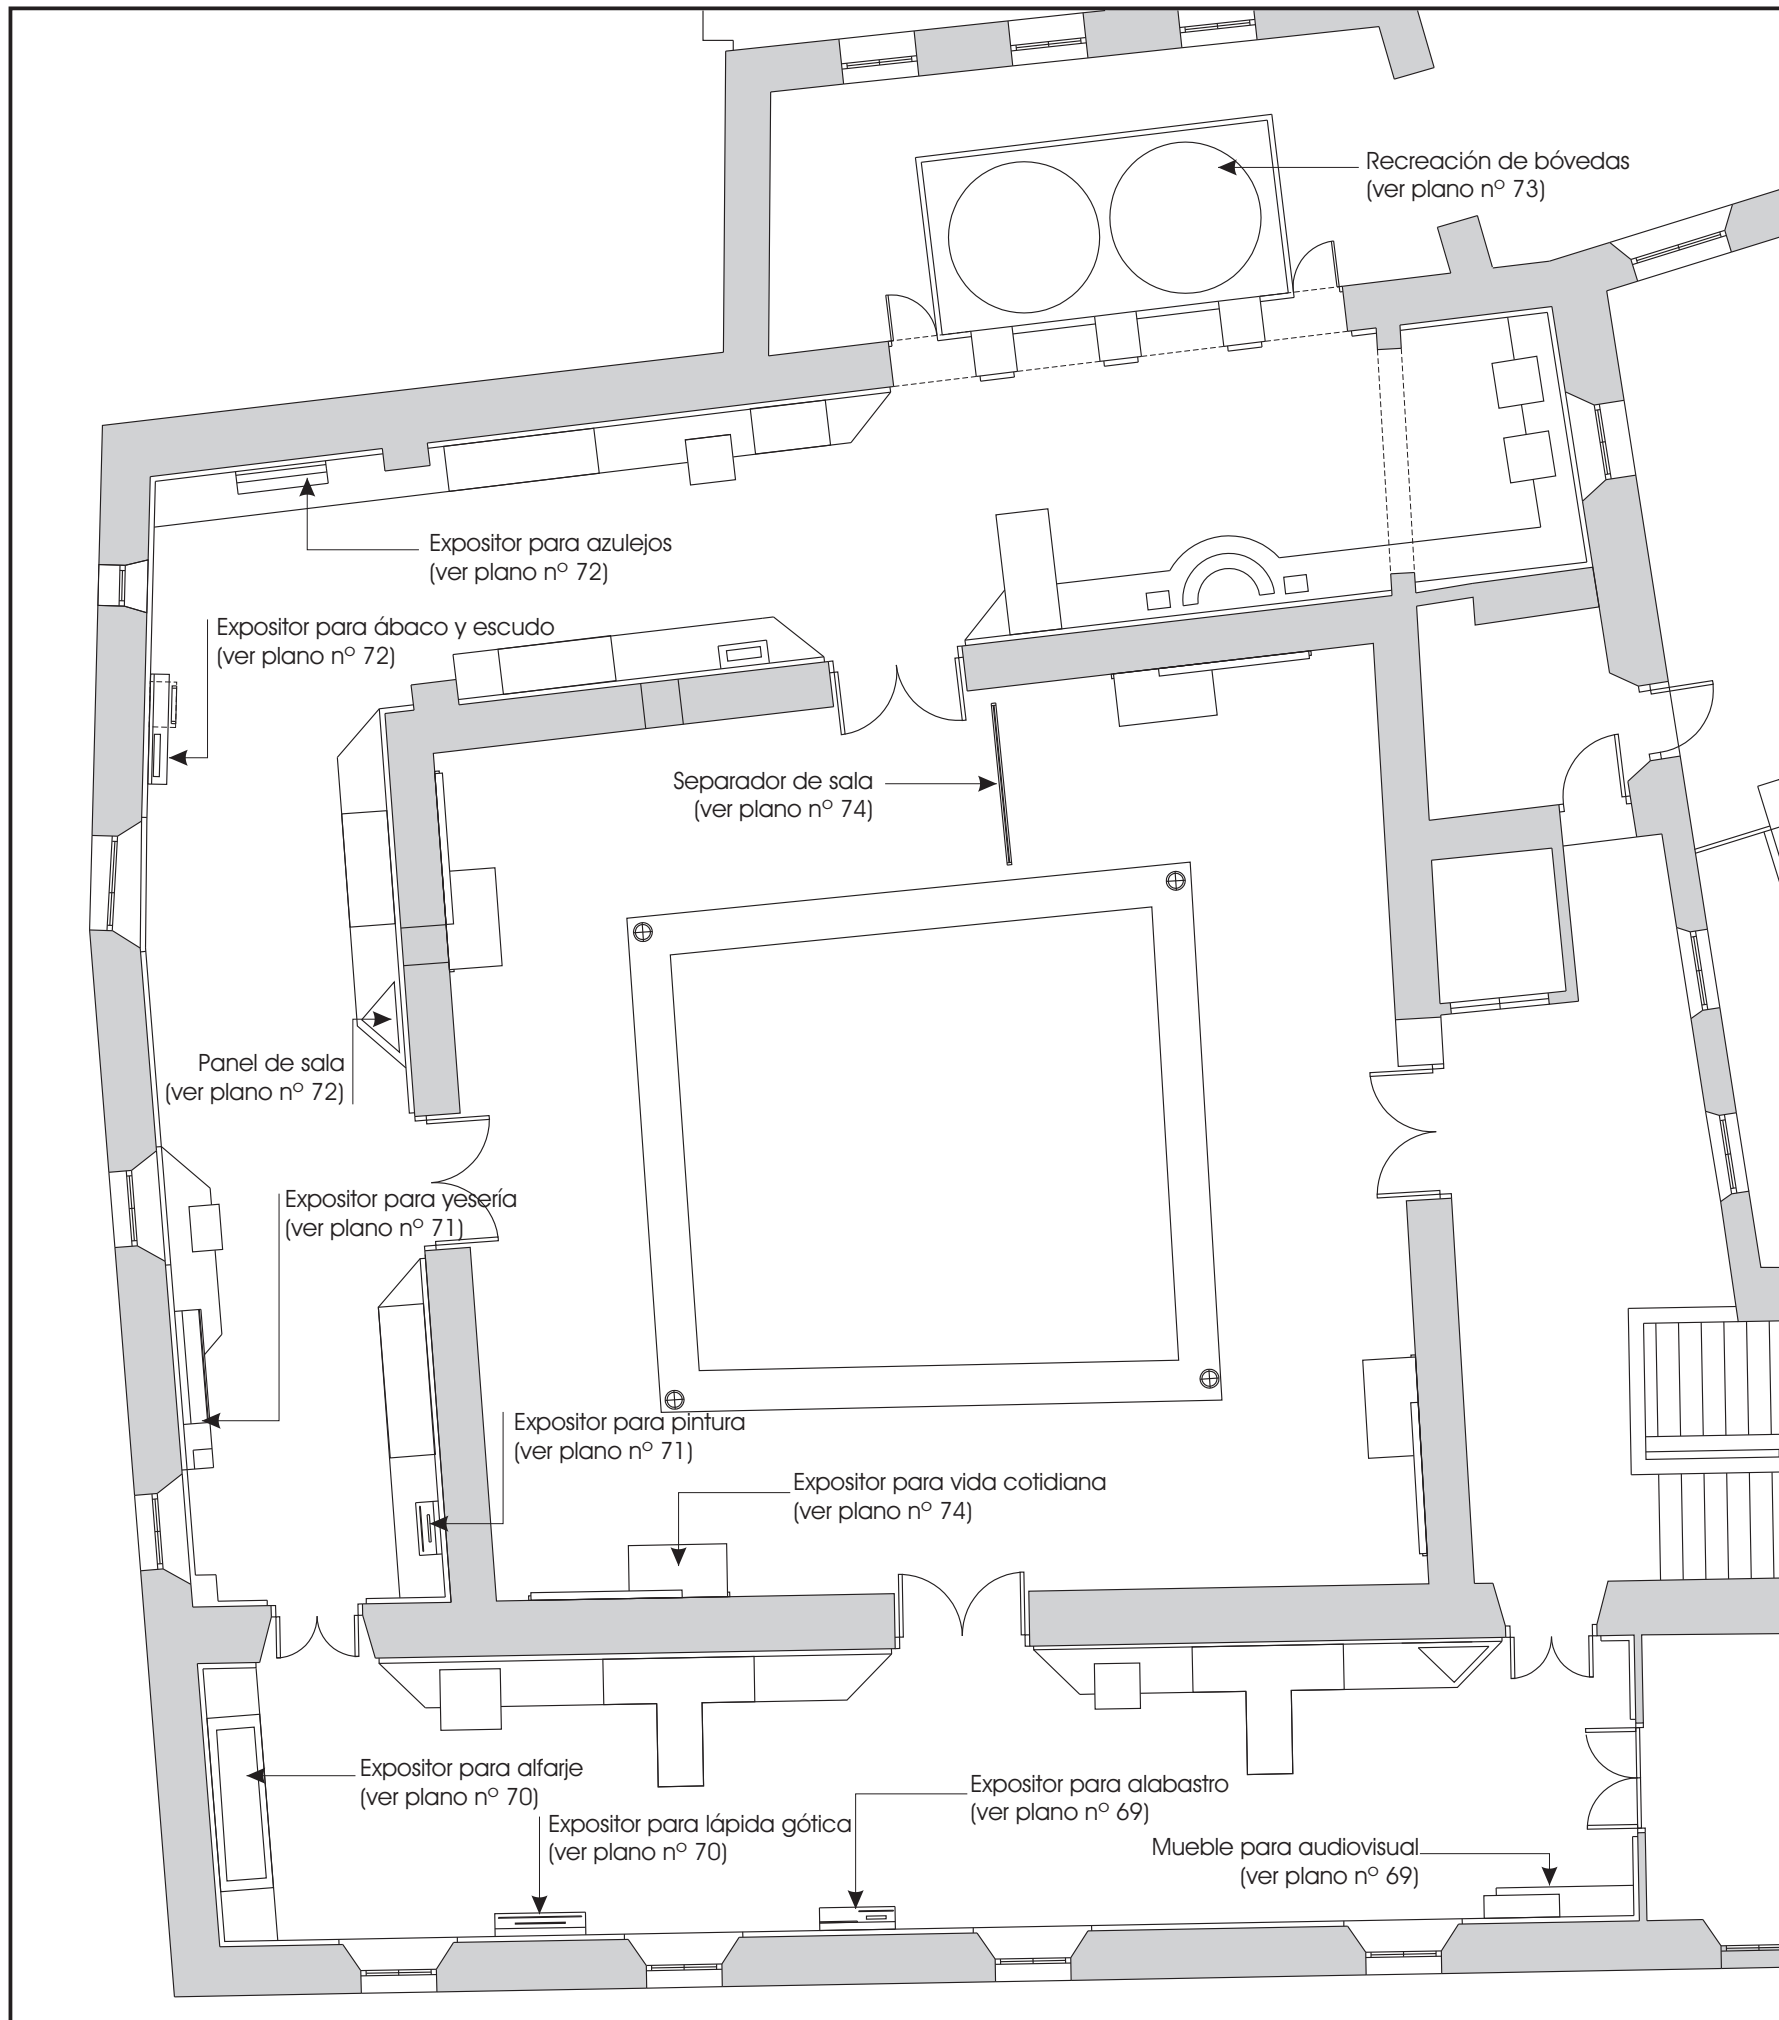 Recreación de bóvedas
(ver plano nº 73)
Expositor para azulejos
(ver plano nº 72)
Expositor para ábaco y escudo
(ver plano nº 72)
Separador de sala
(ver plano nº 74)
Panel de sala
(ver plano nº 72)
Expositor para yesería
(ver plano nº 71)
Expositor para pintura
(ver plano nº 71)
Expositor para vida cotidiana
(ver plano nº 74)
Expositor para alfarje
(ver plano nº 70)
Expositor para lápida gótica
(ver plano nº 70)
Expositor para alabastro
(ver plano nº 69)
Mueble para audiovisual
(ver plano nº 69)